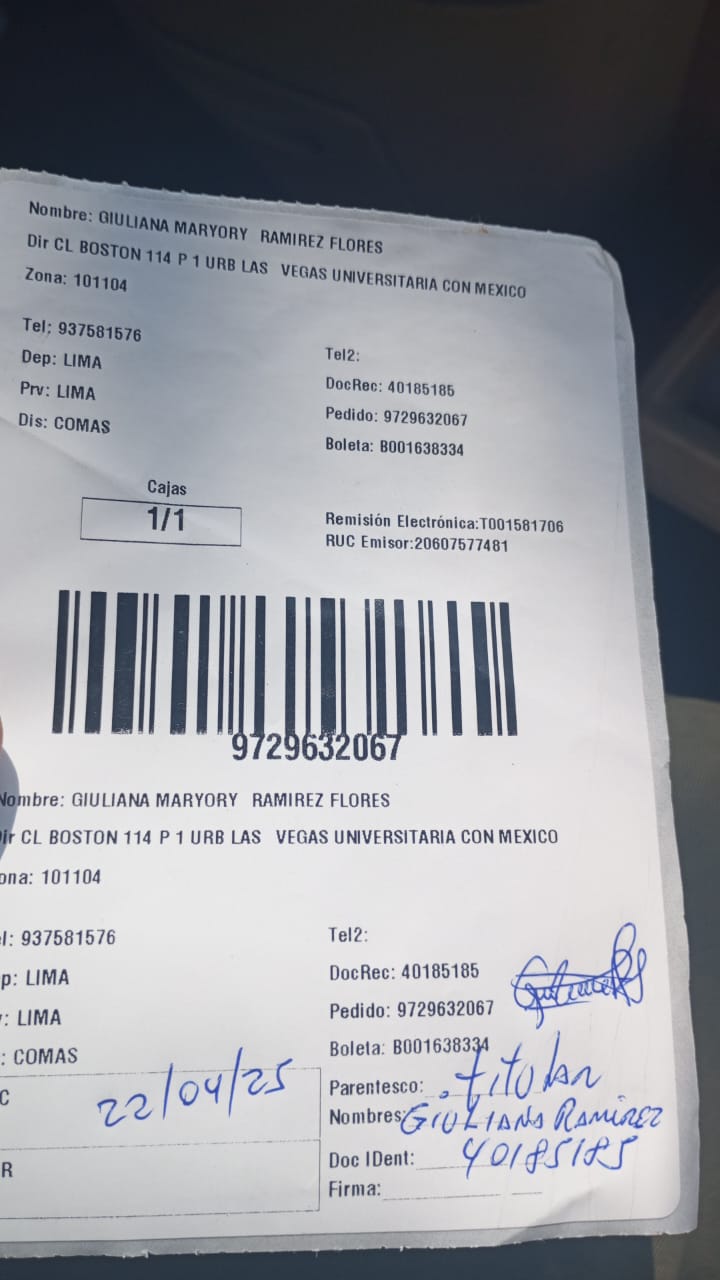 Nombre: GIULIANA MARYORY RAMIREZ FLORES
Dir CL BOSTON 114 P 1 URB LAS VEGAS UNIVERSITARIA CON MEXICO
Zona: 101104
Tel: 937581576
Dep: LIMA
Prv: LIMA
Dis: COMAS
Tel2:
DocRec: 40185185
Pedido: 9729632067
Boleta: B001638334
Cajas
1/1
Remisión Electrónica:T001581706
RUC Emisor:20607577481
9729632067
Nombre: GIULIANA MARYORY RAMIREZ FLORES
ir CL BOSTON 114 P 1 URB LAS VEGAS UNIVERSITARIA CON MEXICO
ona: 101104
l: 937581576
p: LIMA
: LIMA
: COMAS
Tel2:
DocRec: 40185185
Pedido: 9729632067
Boleta: B001638334
C
22/04/25
R
Parentesco: titular
Nombres: GIULIANA RAMIREZ
Doc IDent: 40185185
Firma: